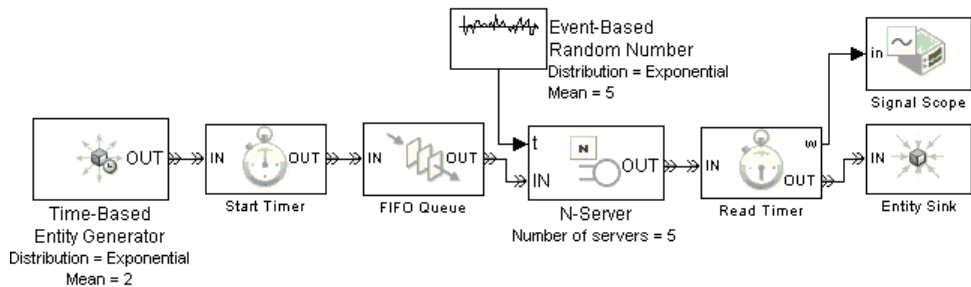 Event-Based
Random Number
Distribution = Exponential
Mean = 5
in
Signal Scope
OUT
IN
OUT
IN
OUT
t
IN
N
OUT
IN
w
OUT
IN
Time-Based
Entity Generator
Distribution = Exponential
Mean = 2
Start Timer
FIFO Queue
N-Server
Number of servers = 5
Read Timer
Entity Sink